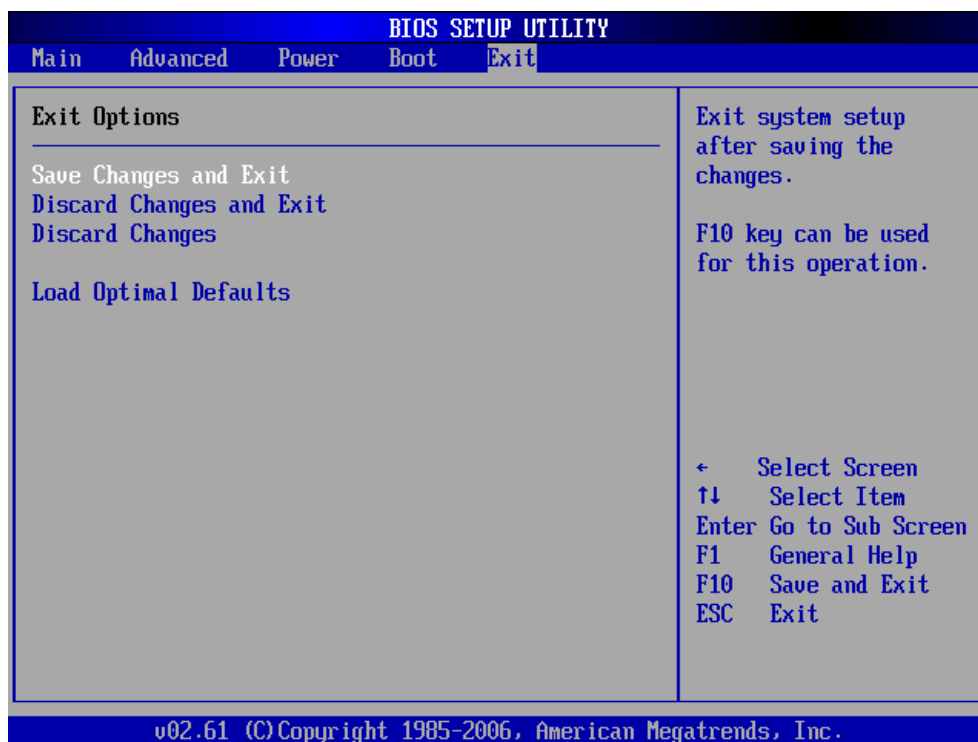 BIOS SETUP UTILITY
Main Advanced Power Boot Exit
Exit Options
Save Changes and Exit
Discard Changes and Exit
Discard Changes
Load Optimal Defaults
Exit system setup
after saving the
changes.
F10 key can be used
for this operation.
← Select Screen
↑↓ Select Item
Enter Go to Sub Screen
F1 General Help
F10 Save and Exit
ESC Exit
v02.61 (C)Copyright 1985-2006, American Megatrends, Inc.